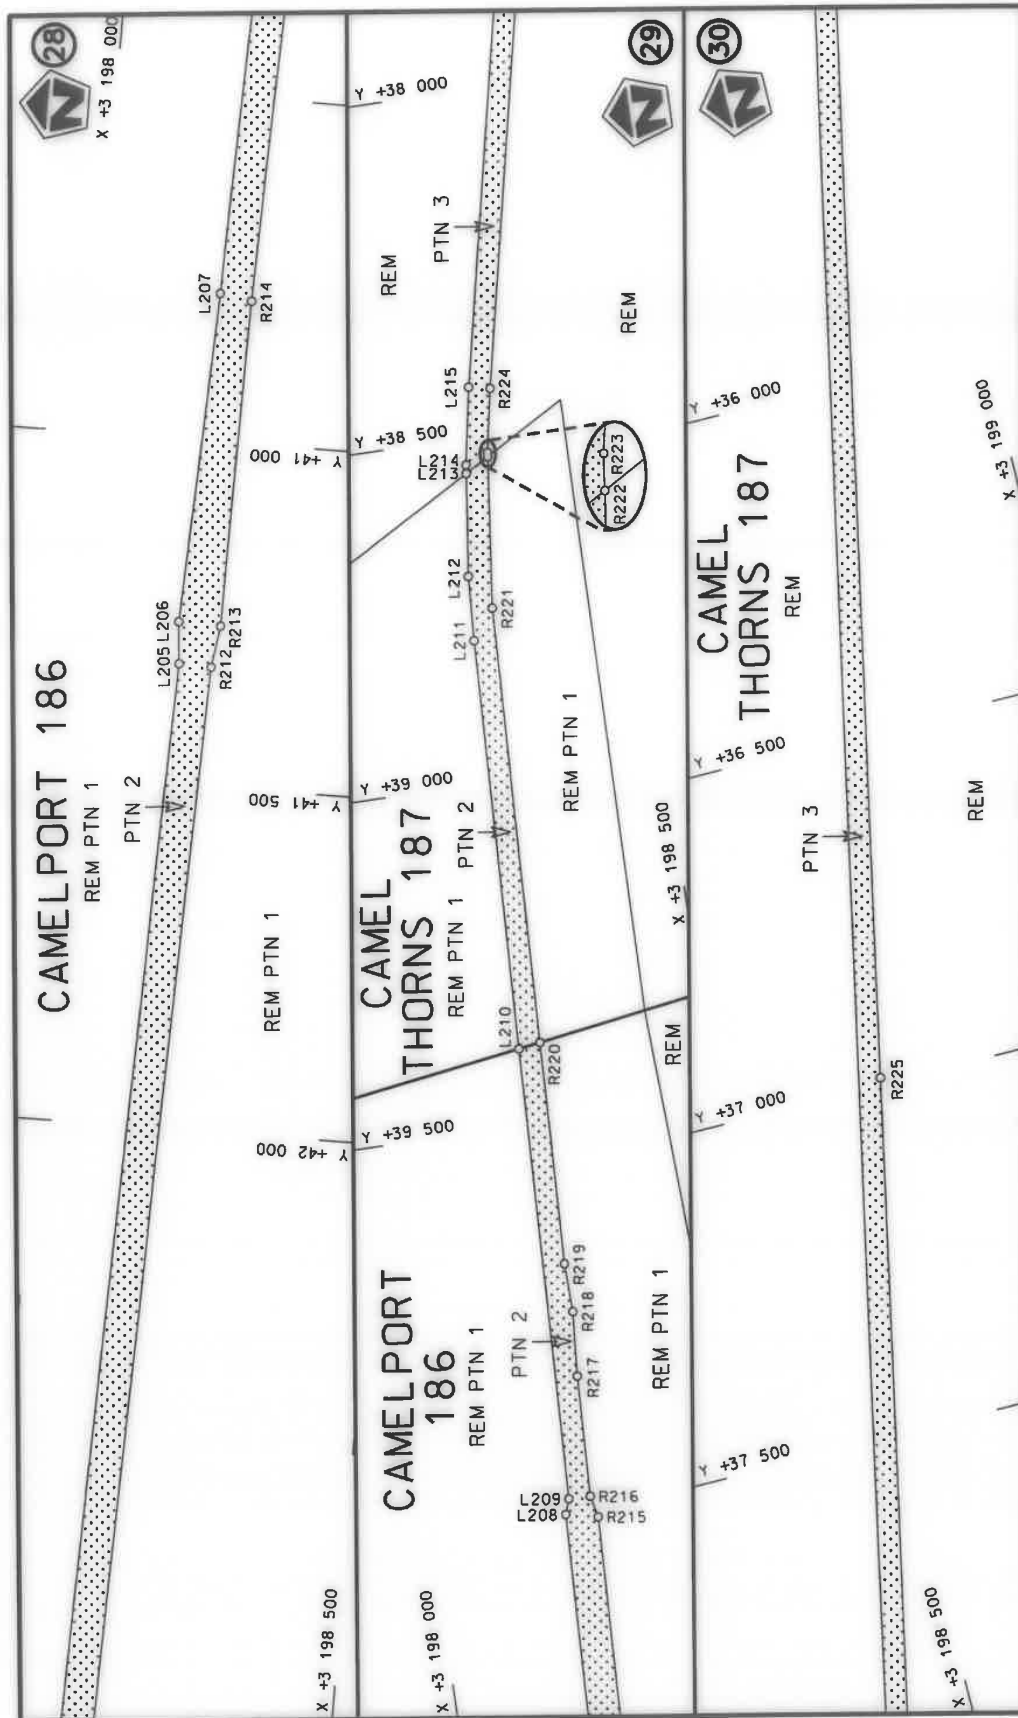 CAMELPORT 186
REM PTN 1
PTN 2
REM PTN 1
L205
L206
L207
R212
R213
R214
X +3 198 500
X +3 198 000
Y +42 000
Y +41 500
Y +41 000
N
28
CAMELPORT
186
REM PTN 1
PTN 2
REM PTN 1
X +3 198 000
L208
L209
R215
R216
R217
R218
R219
Y +39 500
CAMEL
THORNS 187
REM PTN 1
PTN 2
L210
R220
REM
REM PTN 1
X +3 198 500
Y +39 000
L211
L212
R221
L213
L214
R222
R223
Y +38 500
L215
R224
REM
PTN 3
REM
Y +38 000
N
29
X +3 198 500
Y +37 500
Y +37 000
R225
PTN 3
REM
Y +36 500
CAMEL
THORNS 187
REM
Y +36 000
X +3 199 000
N
30